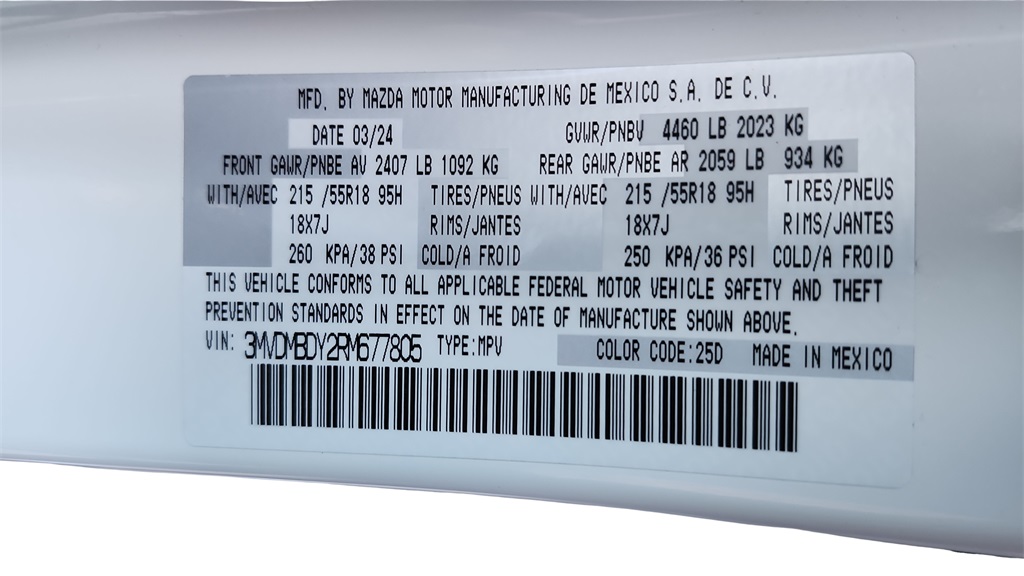 MFD. BY MAZDA MOTOR MANUFACTURING DE MEXICO S.A. DE C.V.
DATE 03/24 GVWR/PNBV 4460 LB 2023 KG
FRONT GAWR/PNBE AV 2407 LB 1092 KG REAR GAWR/PNBE AR 2059 LB 934 KG
WITH/AVEC 215 /55R18 95H TIRES/PNEUS WITH/AVEC 215 /55R18 95H TIRES/PNEUS
18X7J RIMS/JANTES 18X7J RIMS/JANTES
260 KPA/38 PSI COLD/A FROID 250 KPA/36 PSI COLD/A FROID
THIS VEHICLE CONFORMS TO ALL APPLICABLE FEDERAL MOTOR VEHICLE SAFETY AND THEFT
PREVENTION STANDARDS IN EFFECT ON THE DATE OF MANUFACTURE SHOWN ABOVE.
VIN: 3MVDMBDY2RM677805 TYPE:MPV COLOR CODE:25D MADE IN MEXICO